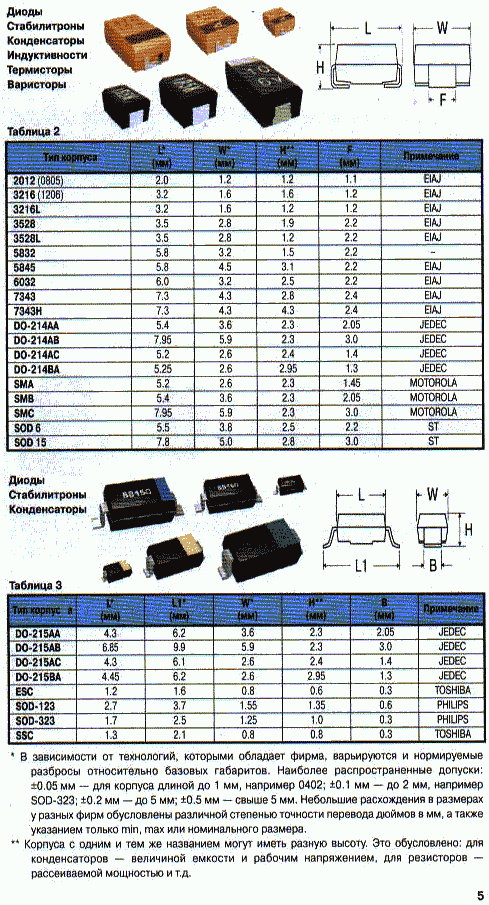 Диоды
Стабилитроны
Конденсаторы
Индуктивности
Термисторы
Варисторы
L
W
H
F
Таблица 2
Тип корпуса L* (мм) W* (мм) H** (мм) F (мм) Примечание
2012 (0805) 2.0 1.2 1.2 1.1 EIAJ
3216 (1206) 3.2 1.6 1.6 1.2 EIAJ
3216L 3.2 1.6 1.2 1.2 EIAJ
3528 3.5 2.8 1.9 2.2 EIAJ
3528L 3.5 2.8 1.2 2.2 EIAJ
5832 5.8 3.2 1.5 2.2 –
5845 5.8 4.5 3.1 2.2 EIAJ
6032 6.0 3.2 2.5 2.2 EIAJ
7343 7.3 4.3 2.8 2.4 EIAJ
7343H 7.3 4.3 4.3 2.4 EIAJ
DO-214AA 5.4 3.6 2.3 2.05 JEDEC
DO-214AB 7.95 5.9 2.3 3.0 JEDEC
DO-214AC 5.2 2.6 2.4 1.4 JEDEC
DO-214BA 5.25 2.6 2.95 1.3 JEDEC
SMA 5.2 2.6 2.3 1.45 MOTOROLA
SMB 5.4 3.6 2.3 2.05 MOTOROLA
SMC 7.95 5.9 2.3 3.0 MOTOROLA
SOD 6 5.5 3.8 2.5 2.2 ST
SOD 15 7.8 5.0 2.8 3.0 ST
Диоды
Стабилитроны
Конденсаторы
L
W
H
L1
B
Таблица 3
Тип корпус а L* (мм) L1* (мм) W* (мм) H** (мм) B (мм) Примечание
DO-215AA 4.3 6.2 3.6 2.3 2.05 JEDEC
DO-215AB 6.85 9.9 5.9 2.3 3.0 JEDEC
DO-215AC 4.3 6.1 2.6 2.4 1.4 JEDEC
DO-215BA 4.45 6.2 2.6 2.95 1.3 JEDEC
ESC 1.2 1.6 0.8 0.6 0.3 TOSHIBA
SOD-123 2.7 3.7 1.55 1.35 0.6 PHILIPS
SOD-323 1.7 2.5 1.25 1.0 0.3 PHILIPS
SSC 1.3 2.1 0.8 0.8 0.3 TOSHIBA
* В зависимости от технологий, которыми обладает фирма, варьируются и нормируемые
разбросы относительно базовых габаритов. Наиболее распространенные допуски:
±0.05 мм — для корпуса длиной до 1 мм, например 0402; ±0.1 мм — до 2 мм, например
SOD-323; ±0.2 мм — до 5 мм; ±0.5 мм — свыше 5 мм. Небольшие расхождения в размерах
у разных фирм обусловлены различной степенью точности перевода дюймов в мм, а также
указанием только min, max или номинального размера.
** Корпуса с одним и тем же названием могут иметь разную высоту. Это обусловлено: для
конденсаторов — величиной емкости и рабочим напряжением, для резисторов —
рассеиваемой мощностью и т.д.
5